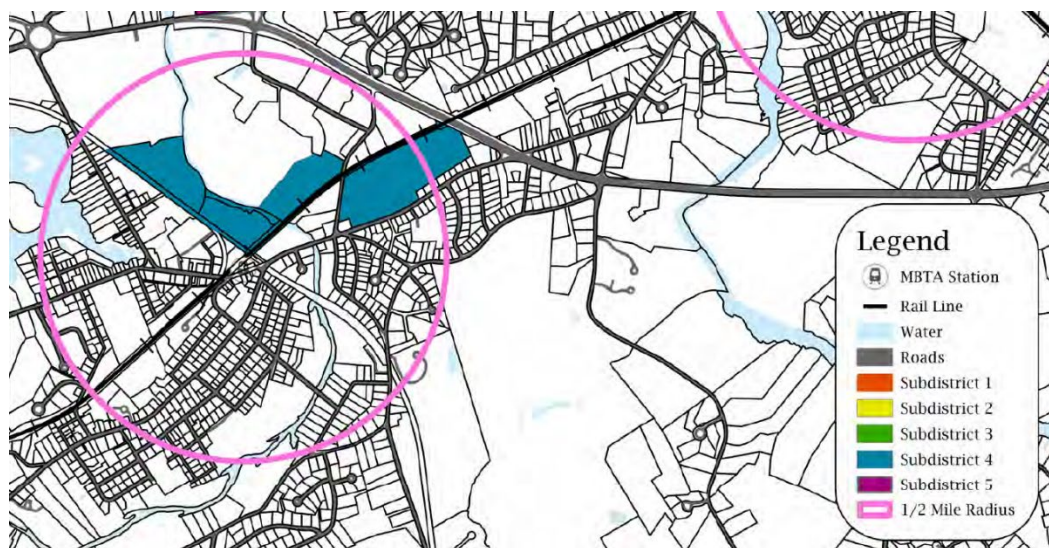 Legend
MBTA Station
Rail Line
Water
Roads
Subdistrict 1
Subdistrict 2
Subdistrict 3
Subdistrict 4
Subdistrict 5
1/2 Mile Radius